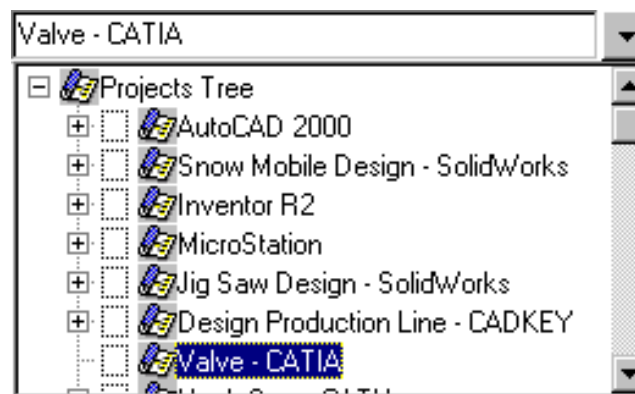 Valve - CATIA
Projects Tree
AutoCAD 2000
Snow Mobile Design - SolidWorks
Inventor R2
MicroStation
Jig Saw Design - SolidWorks
Design Production Line - CADKEY
Valve - CATIA